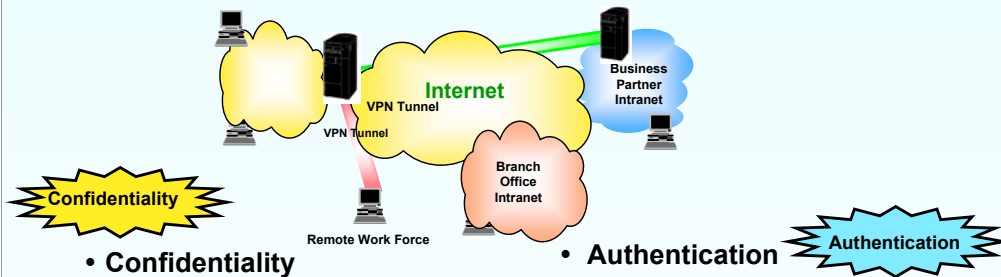 Internet
VPN Tunnel
VPN Tunnel
Business
Partner
Intranet
Branch
Office
Intranet
Remote Work Force
Confidentiality
• Confidentiality
• Authentication
Authentication